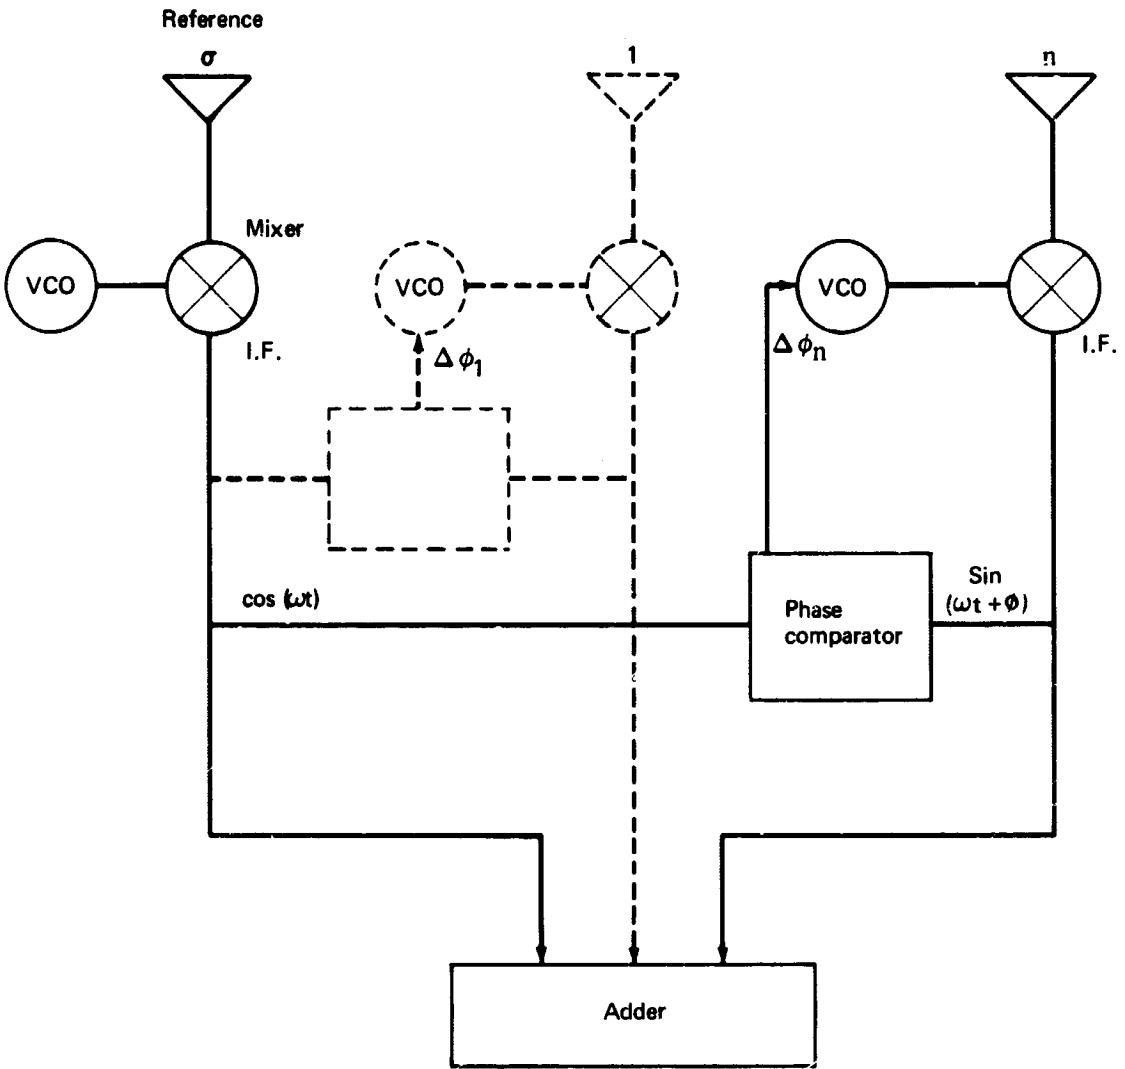 Reference
σ
1
n
Mixer
VCO
VCO
VCO
I.F.
Δ ϕ1
Δ ϕn
I.F.
cos (ωt)
Sin
(ωt + Ø)
Phase
comparator
Adder